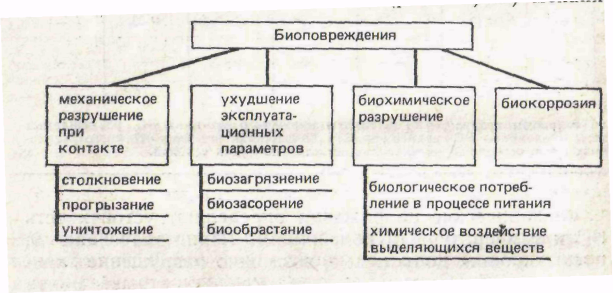 Биоповреждения
механическое
разрушение
при
контакте
столкновение
прогрызание
уничтожение
ухудшение
эксплуата-
ционных
параметров
биозагрязнение
биозасорение
биообрастание
биохимическое
разрушение
биологическое потреб-
ление в процессе питания
химическое воздействие
выделяющихся веществ
биокоррозия